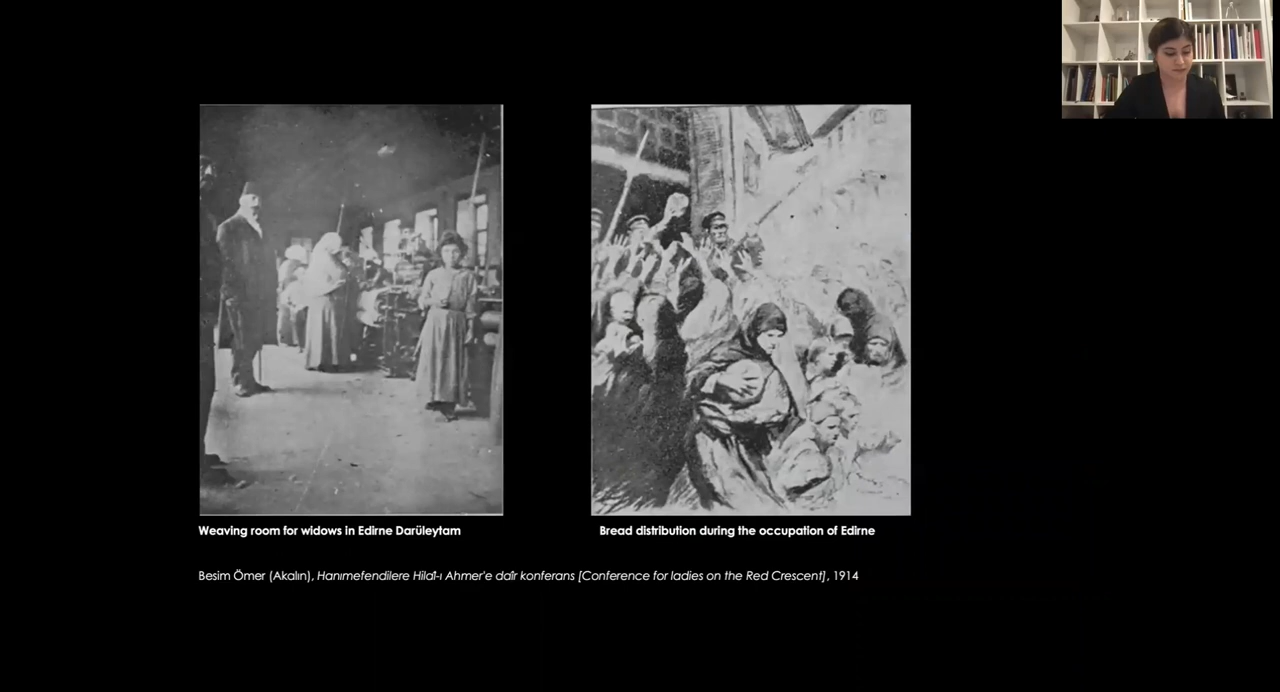 Weaving room for widows in Edirne Darüleytam
Bread distribution during the occupation of Edirne
Besim Ömer (Akalın), Hanımefendilere Hilal-i Ahmer'e daîr konferans [Conference for ladies on the Red Crescent], 1914